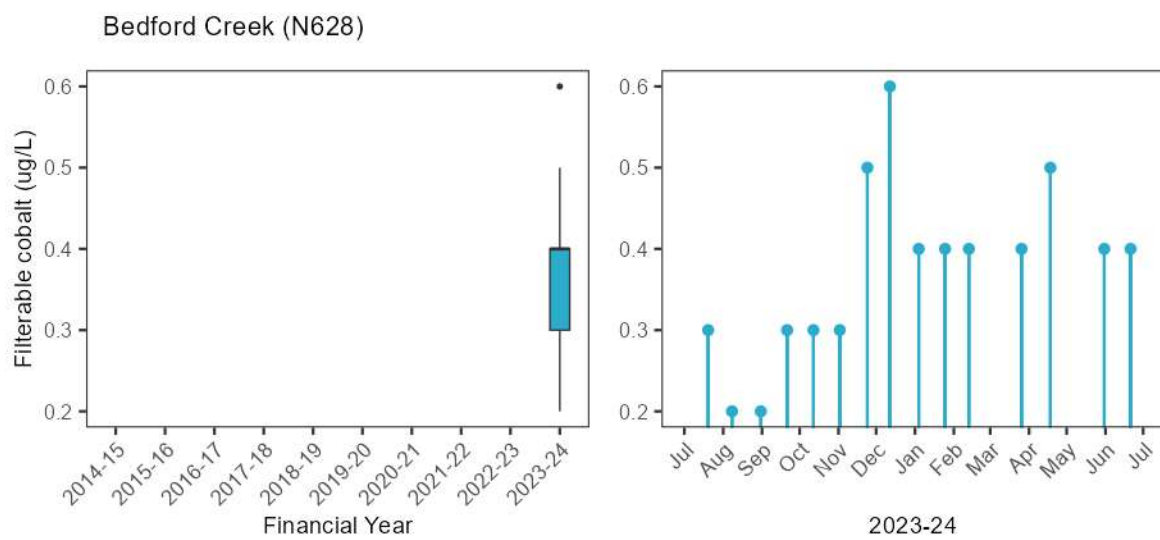 Bedford Creek (N628)
Filterable cobalt (ug/L)
0.6
0.5
0.4
0.3
0.2
2014-15
2015-16
2016-17
2017-18
2018-19
2019-20
2020-21
2021-22
2022-23
2023-24
Financial Year
0.6
0.5
0.4
0.3
0.2
Jul
Aug
Sep
Oct
Nov
Dec
Jan
Feb
Mar
Apr
May
Jun
Jul
2023-24